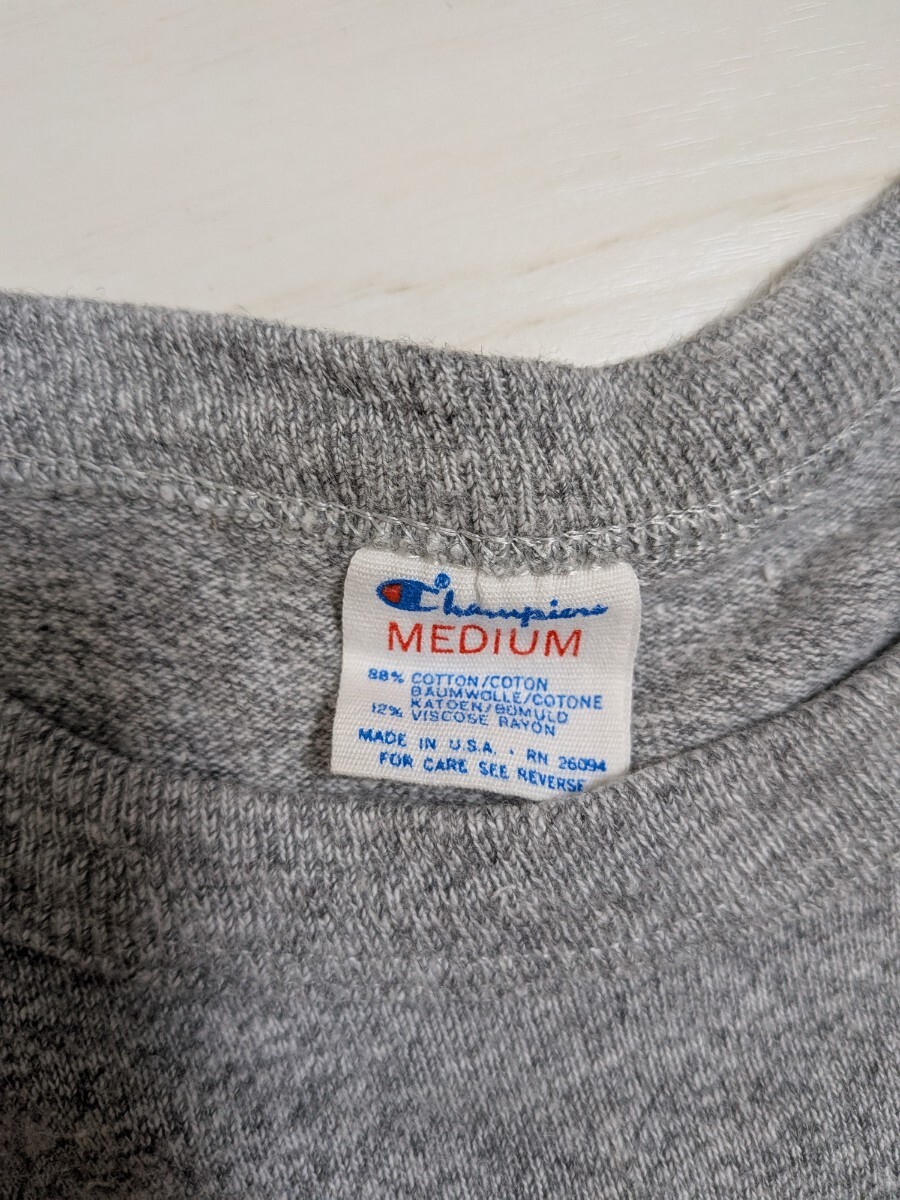 ® Champion
MEDIUM
88% COTTON/COTON
BAUMWOLLE/COTONE
KATOEN/BOMULD
12% VISCOSE RAYON
MADE IN U.S.A. . RN 26094
FOR CARE SEE REVERSE